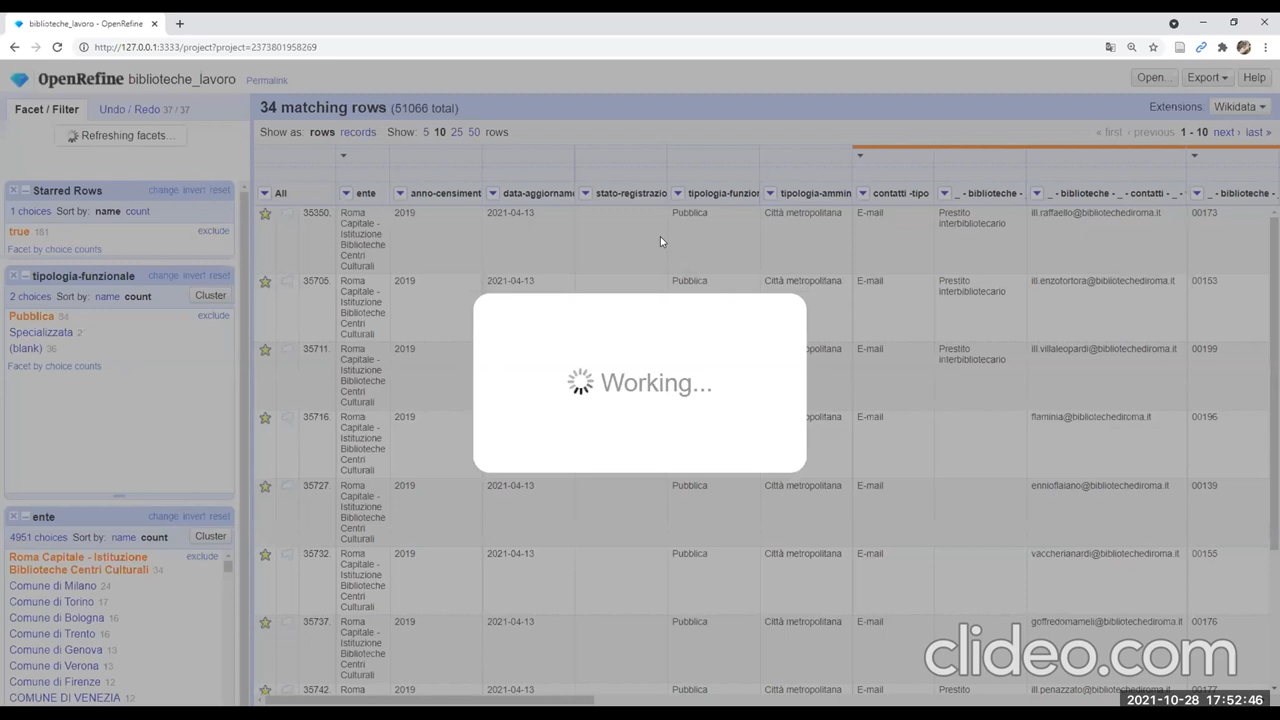 biblioteche_lavoro - OpenRefine
http://127.0.0.1:3333/project?project=2373801958269
OpenRefine biblioteche_lavoro Permalink
Open... Export Help
Facet / Filter Undo / Redo 37 / 37
34 matching rows (51066 total)
Extensions: Wikidata
Refreshing facets...
Show as: rows records Show: 5 10 25 50 rows
« first ‹ previous 1 - 10 next › last »
Starred Rows change invert reset
1 choices Sort by: name count
true 181 exclude
Facet by choice counts
tipologia-funzionale change invert reset
2 choices Sort by: name count Cluster
Pubblica 34 exclude
Specializzata 2
(blank) 36
Facet by choice counts
ente change invert reset
4951 choices Sort by: name count Cluster
Roma Capitale - Istituzione
Biblioteche Centri Culturali 34 exclude
Comune di Milano 24
Comune di Torino 17
Comune di Bologna 16
Comune di Trento 16
Comune di Genova 13
Comune di Verona 13
Comune di Firenze 12
COMUNE DI VENEZIA 12
All ente anno-censiment data-aggiorname stato-registrazio tipologia-funzio tipologia-ammin contatti -tipo _ - biblioteche - _ - biblioteche - _ - contatti - _ - _ - biblioteche -
35350. Roma 2019 2021-04-13 Pubblica Città metropolitana E-mail Prestito ill.raffaello@bibliotechediroma.it 00173
Capitale - interbibliotecario
Istituzione
Biblioteche
Centri
Culturali
35705. Roma 2019 2021-04-13 Pubblica Città metropolitana E-mail Prestito ill.enzotortora@bibliotechediroma.it 00153
Capitale - interbibliotecario
Istituzione
Biblioteche
Centri
Culturali
35711. Roma 2019 opolitana E-mail Prestito ill.villaleopardi@bibliotechediroma.it 00199
Capitale - interbibliotecario
Istituzione
Biblioteche
Centri
Culturali
35716. Roma 2019 opolitana E-mail flaminia@bibliotechediroma.it 00196
Capitale -
Istituzione
Biblioteche
Centri
Culturali
35727. Roma 2019 2021-04-13 Pubblica Città metropolitana E-mail ennioflaiano@bibliotechediroma.it 00139
Capitale -
Istituzione
Biblioteche
Centri
Culturali
35732. Roma 2019 2021-04-13 Pubblica Città metropolitana E-mail vaccherianardi@bibliotechediroma.it 00155
Capitale -
Istituzione
Biblioteche
Centri
Culturali
35737. Roma 2019 2021-04-13 Pubblica Città metropolitana E-mail goffredomameli@bibliotechediroma.it 00176
Capitale -
Istituzione
Biblioteche
Centri
Culturali
35742. Roma 2019 2021-04-13 Pubblica Città metropolitana E-mail Prestito ill.penazzato@bibliotechediroma.it 00177
Working...
clideo.com
2021-10-28 17:52:46